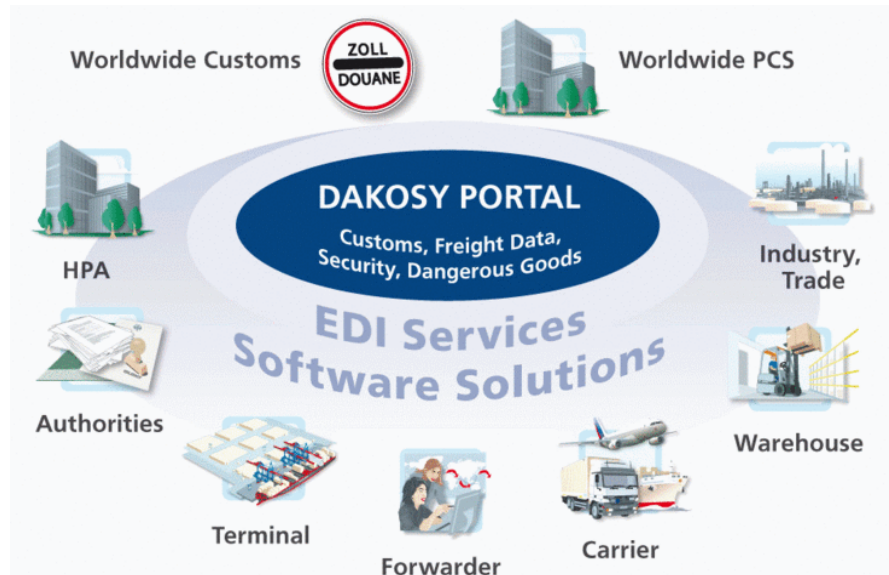 Worldwide Customs
ZOLL
DOUANE
Worldwide PCS
DAKOSY PORTAL
Customs, Freight Data,
Security, Dangerous Goods
HPA
Industry,
Trade
EDI Services
Software Solutions
Authorities
Warehouse
Terminal
Forwarder
Carrier